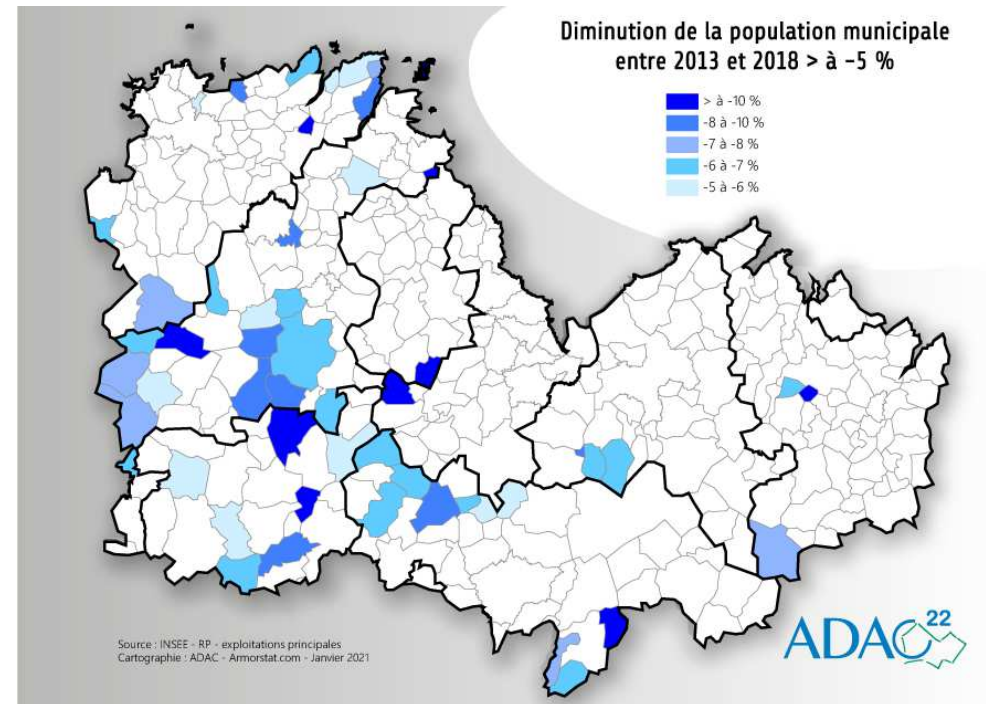 Diminution de la population municipale
entre 2013 et 2018 > à -5 %
> à -10 %
-8 à -10 %
-7 à -8 %
-6 à -7 %
-5 à -6 %
Source : INSEE - RP - exploitations principales
Cartographie : ADAC - Armorstat.com - Janvier 2021
ADAC 22